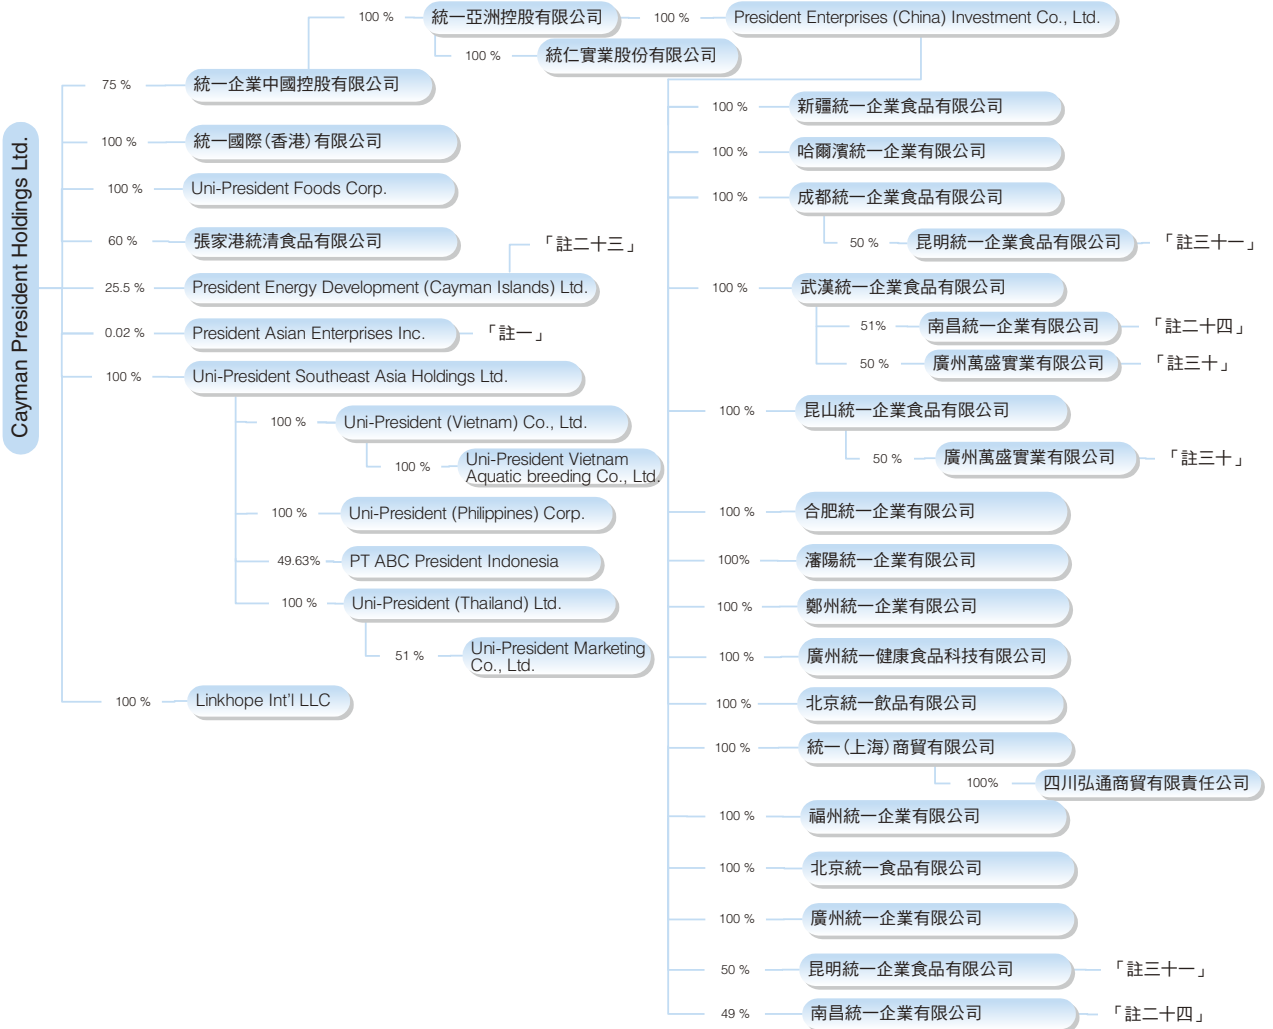 Cayman President Holdings Ltd.
75 %
統一企業中國控股有限公司
100 %
統一亞洲控股有限公司
100 %
President Enterprises (China) Investment Co., Ltd.
100 %
統仁實業股份有限公司
100 %
統一國際(香港)有限公司
100 %
Uni-President Foods Corp.
60 %
張家港統清食品有限公司
「註二十三」
25.5 %
President Energy Development (Cayman Islands) Ltd.
0.02 %
President Asian Enterprises Inc.
「註一」
100 %
Uni-President Southeast Asia Holdings Ltd.
100 %
Uni-President (Vietnam) Co., Ltd.
100 %
Uni-President Vietnam
Aquatic breeding Co., Ltd.
100 %
Uni-President (Philippines) Corp.
49.63%
PT ABC President Indonesia
100 %
Uni-President (Thailand) Ltd.
51 %
Uni-President Marketing
Co., Ltd.
100 %
Linkhope Int'l LLC
100 %
新疆統一企業食品有限公司
100 %
哈爾濱統一企業有限公司
100 %
成都統一企業食品有限公司
50 %
昆明統一企業食品有限公司
「註三十一」
100 %
武漢統一企業食品有限公司
51%
南昌統一企業有限公司
「註二十四」
50 %
廣州萬盛實業有限公司
「註三十」
100 %
昆山統一企業食品有限公司
50 %
廣州萬盛實業有限公司
「註三十」
100 %
合肥統一企業有限公司
100%
瀋陽統一企業有限公司
100 %
鄭州統一企業有限公司
100 %
廣州統一健康食品科技有限公司
100 %
北京統一飲品有限公司
100 %
統一(上海)商貿有限公司
100%
四川弘通商貿有限責任公司
100 %
福州統一企業有限公司
100 %
北京統一食品有限公司
100 %
廣州統一企業有限公司
50 %
昆明統一企業食品有限公司
「註三十一」
49 %
南昌統一企業有限公司
「註二十四」